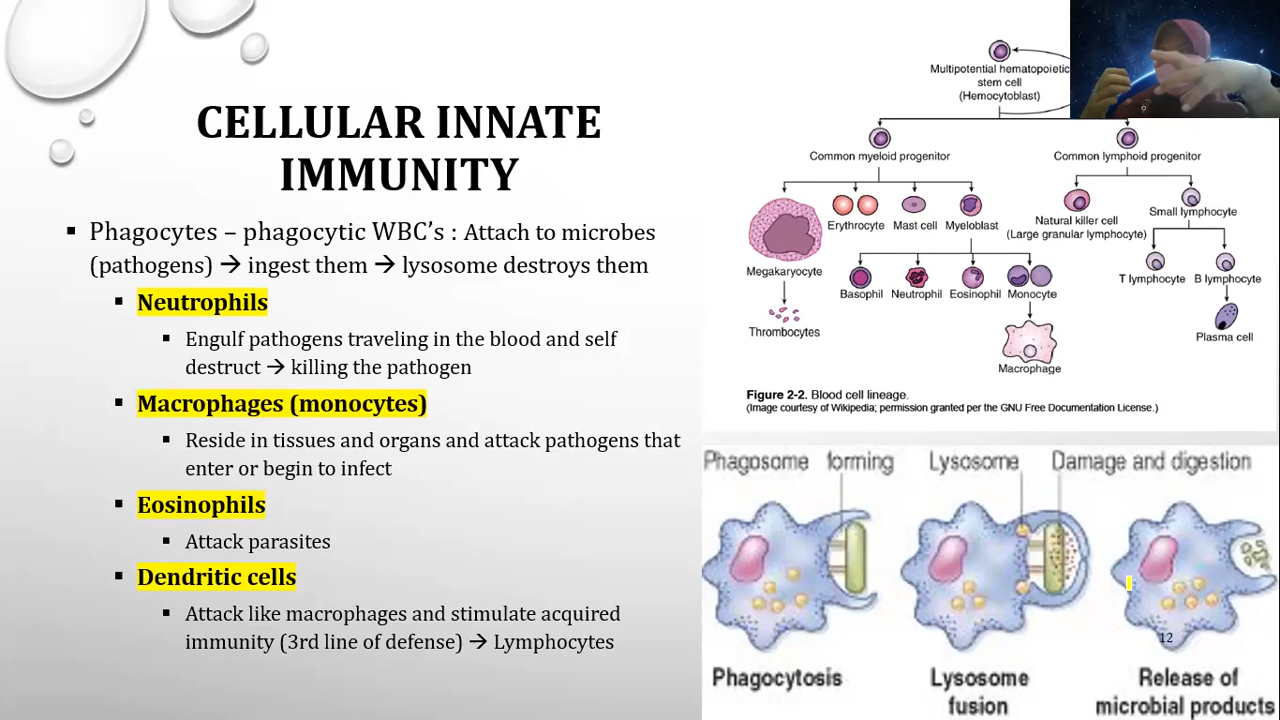 CELLULAR INNATE
IMMUNITY
▪ Phagocytes – phagocytic WBC's : Attach to microbes
(pathogens) → ingest them → lysosome destroys them
▪ Neutrophils
▪ Engulf pathogens traveling in the blood and self
destruct → killing the pathogen
▪ Macrophages (monocytes)
▪ Reside in tissues and organs and attack pathogens that
enter or begin to infect
▪ Eosinophils
▪ Attack parasites
▪ Dendritic cells
▪ Attack like macrophages and stimulate acquired
immunity (3rd line of defense) → Lymphocytes
Multipotential hematopoietic
stem cell
(Hemocytoblast)
Common myeloid progenitor
Common lymphoid progenitor
Erythrocyte
Mast cell
Myeloblast
Natural killer cell
(Large granular lymphocyte)
Small lymphocyte
Megakaryocyte
Basophil
Neutrophil
Eosinophil
Monocyte
T lymphocyte
B lymphocyte
Thrombocytes
Macrophage
Plasma cell
Figure 2-2. Blood cell lineage.
(Image courtesy of Wikipedia; permission granted per the GNU Free Documentation License.)
Phagosome forming
Lysosome
Damage and digestion
12
Phagocytosis
Lysosome
fusion
Release of
microbial products